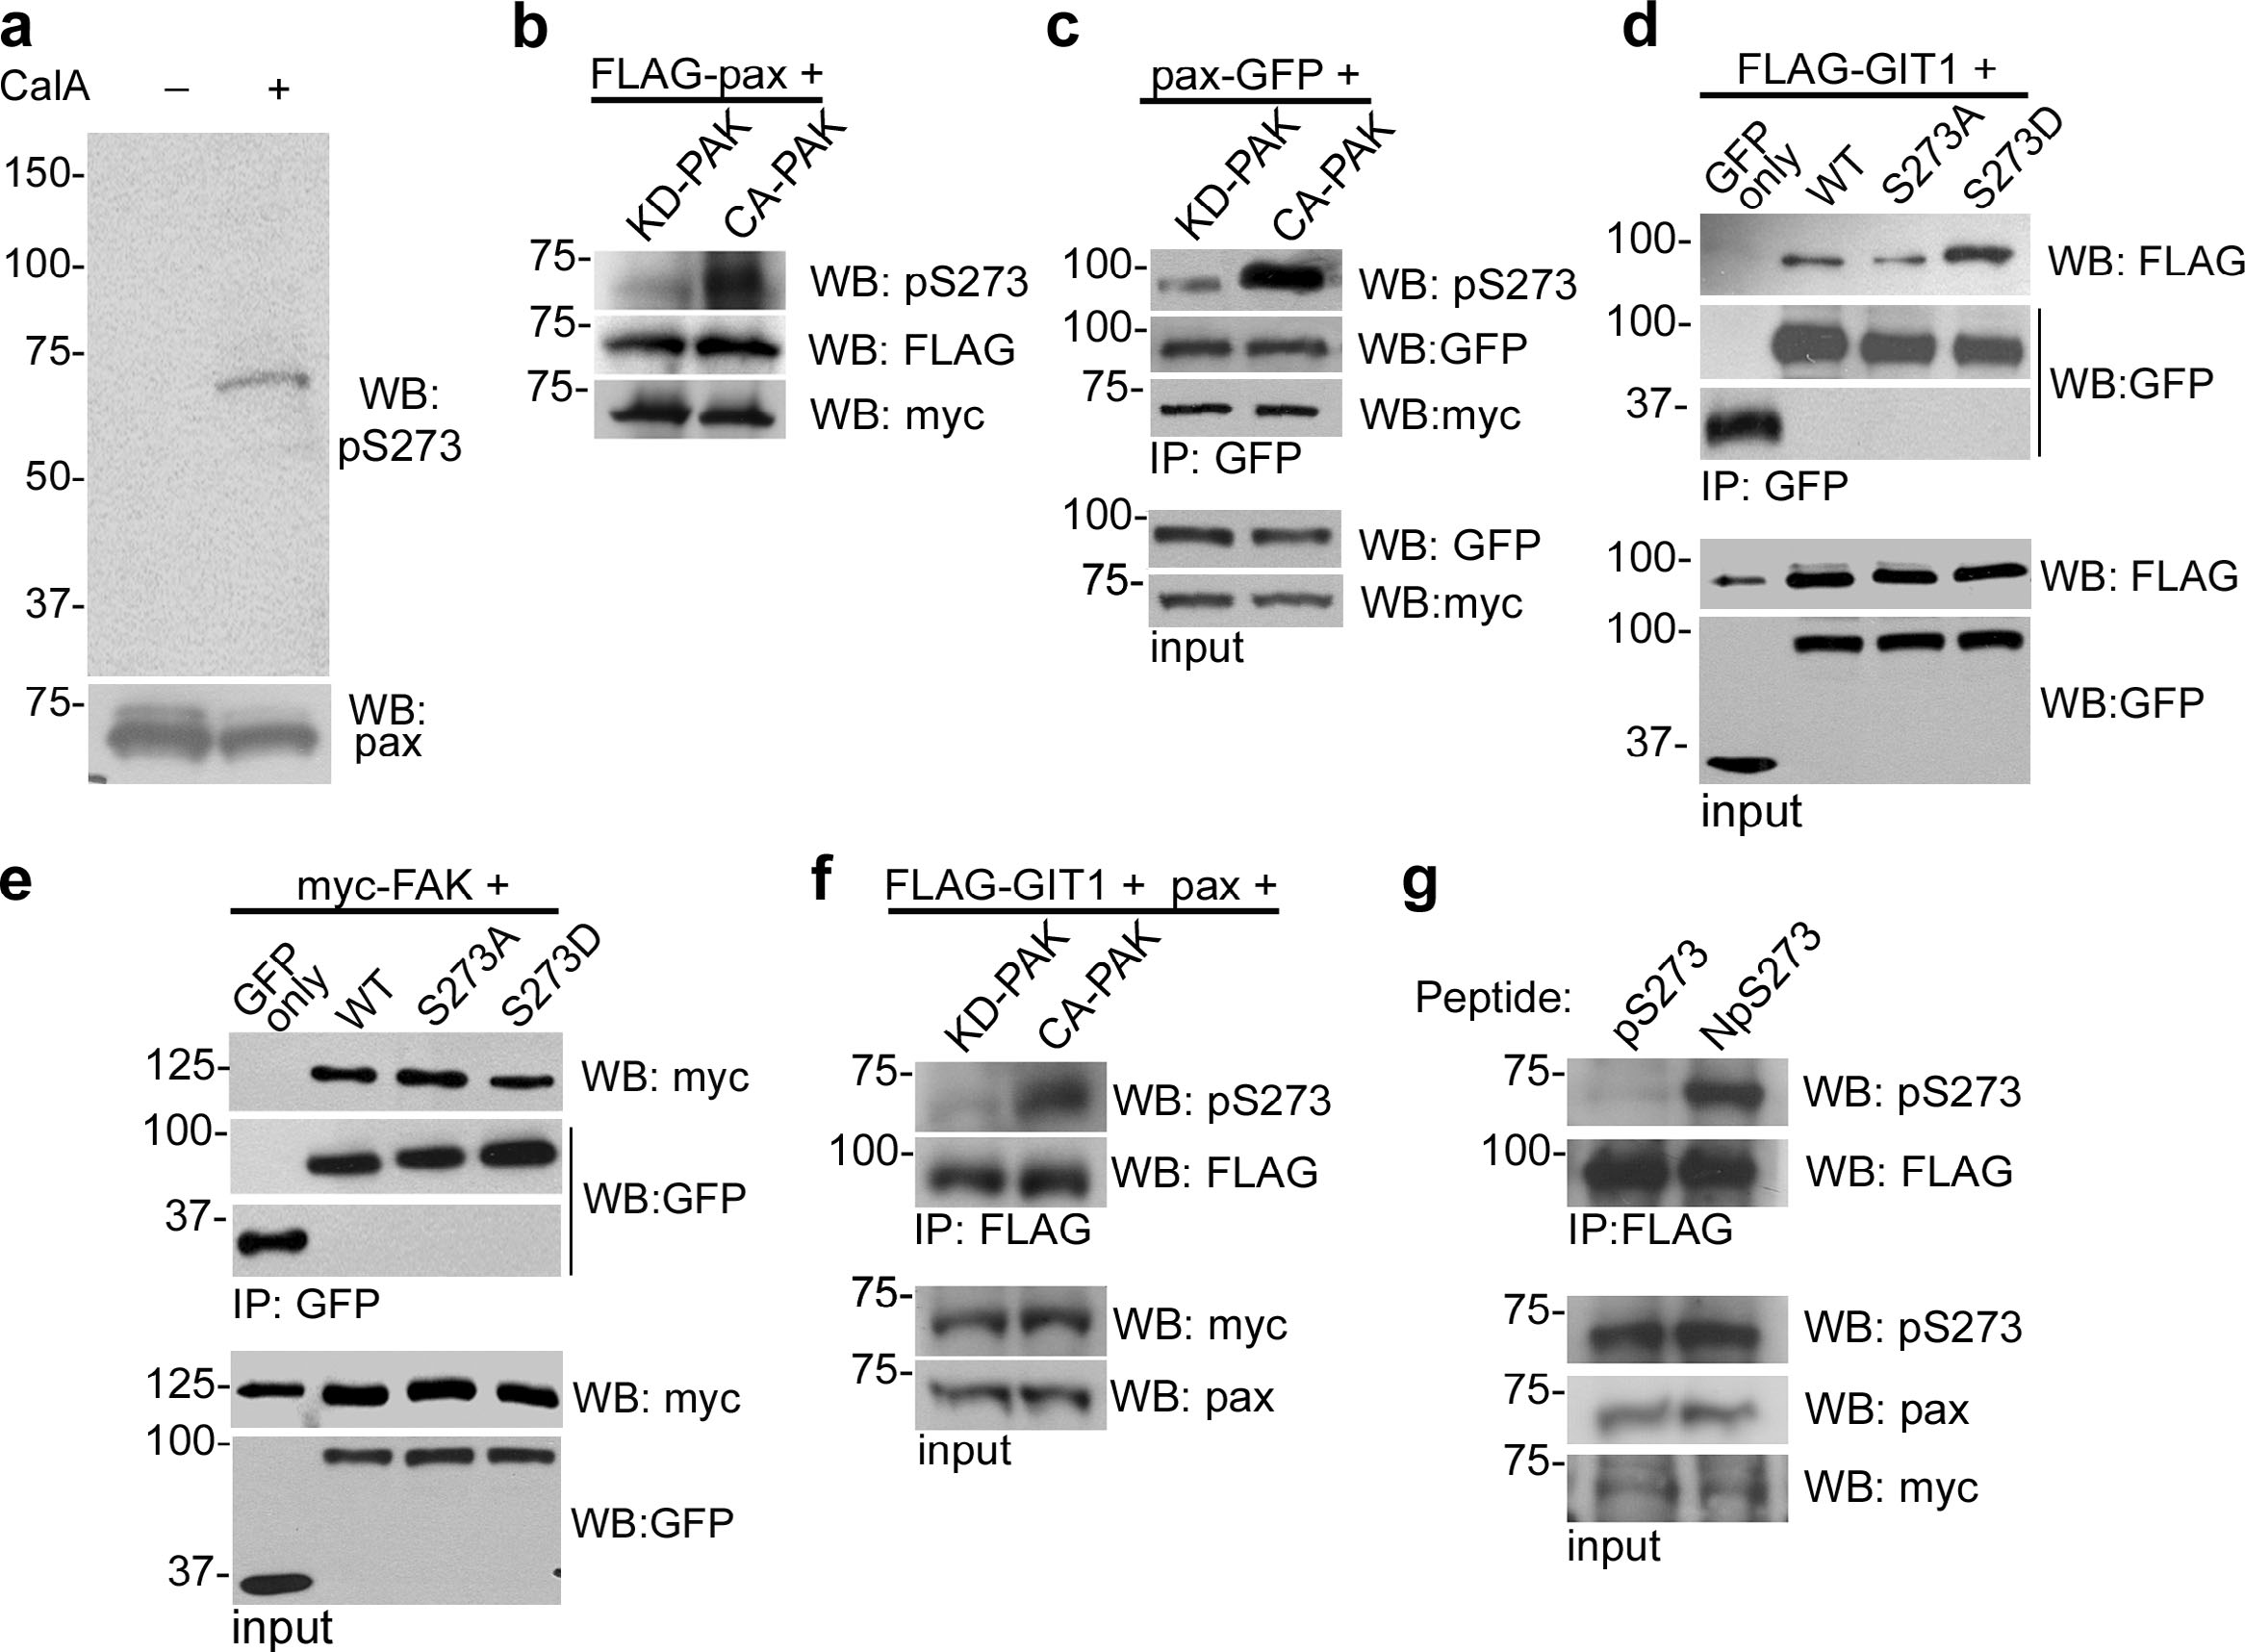 a
CalA – +
150-
100-
75-
50-
37-
WB:
pS273
75-
WB:
pax
b
FLAG-pax +
KD-PAK
CA-PAK
75-
WB: pS273
75-
WB: FLAG
75-
WB: myc
c
pax-GFP +
KD-PAK
CA-PAK
100-
WB: pS273
100-
WB:GFP
75-
WB:myc
IP: GFP
100-
WB: GFP
75-
WB:myc
input
d
FLAG-GIT1 +
GFP
only
WT
S273A
S273D
100-
WB: FLAG
100-
WB:GFP
37-
IP: GFP
100-
WB: FLAG
100-
WB:GFP
37-
input
e
myc-FAK +
GFP
only
WT
S273A
S273D
125-
WB: myc
100-
WB:GFP
37-
IP: GFP
125-
WB: myc
100-
WB:GFP
37-
input
f
FLAG-GIT1 + pax +
KD-PAK
CA-PAK
75-
WB: pS273
100-
WB: FLAG
IP: FLAG
75-
WB: myc
75-
WB: pax
input
g
Peptide:
pS273
NpS273
75-
WB: pS273
100-
WB: FLAG
IP:FLAG
75-
WB: pS273
75-
WB: pax
75-
WB: myc
input